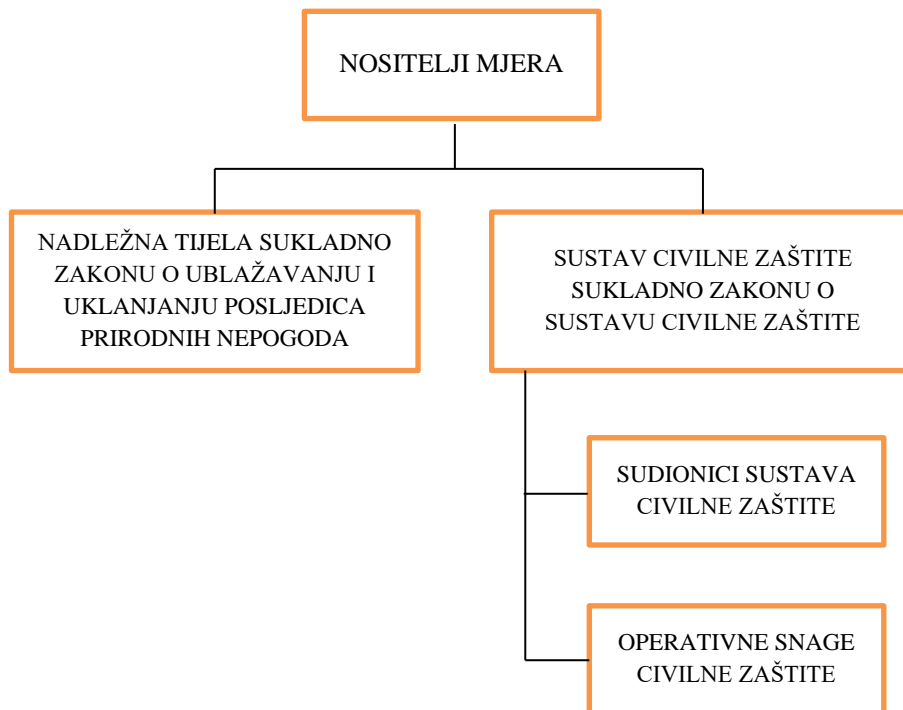 NOSITELJI MJERA
NADLEŽNA TIJELA SUKLADNO
ZAKONU O UBLAŽAVANJU I
UKLANJANJU POSLJEDICA
PRIRODNIH NEPOGODA
SUSTAV CIVILNE ZAŠTITE
SUKLADNO ZAKONU O
SUSTAVU CIVILNE ZAŠTITE
SUDIONICI SUSTAVA
CIVILNE ZAŠTITE
OPERATIVNE SNAGE
CIVILNE ZAŠTITE